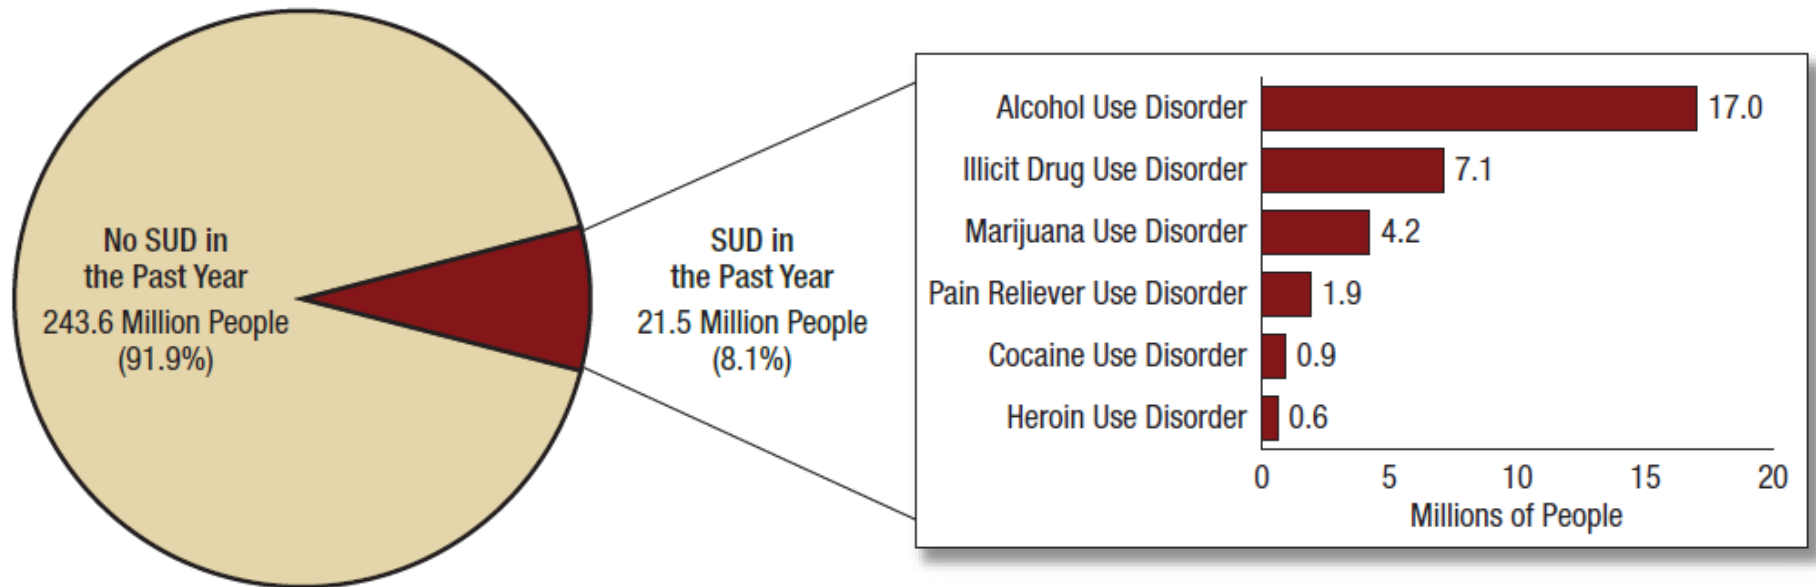 No SUD in
the Past Year
243.6 Million People
(91.9%)
SUD in
the Past Year
21.5 Million People
(8.1%)
Alcohol Use Disorder 17.0
Illicit Drug Use Disorder 7.1
Marijuana Use Disorder 4.2
Pain Reliever Use Disorder 1.9
Cocaine Use Disorder 0.9
Heroin Use Disorder 0.6
0 5 10 15 20
Millions of People